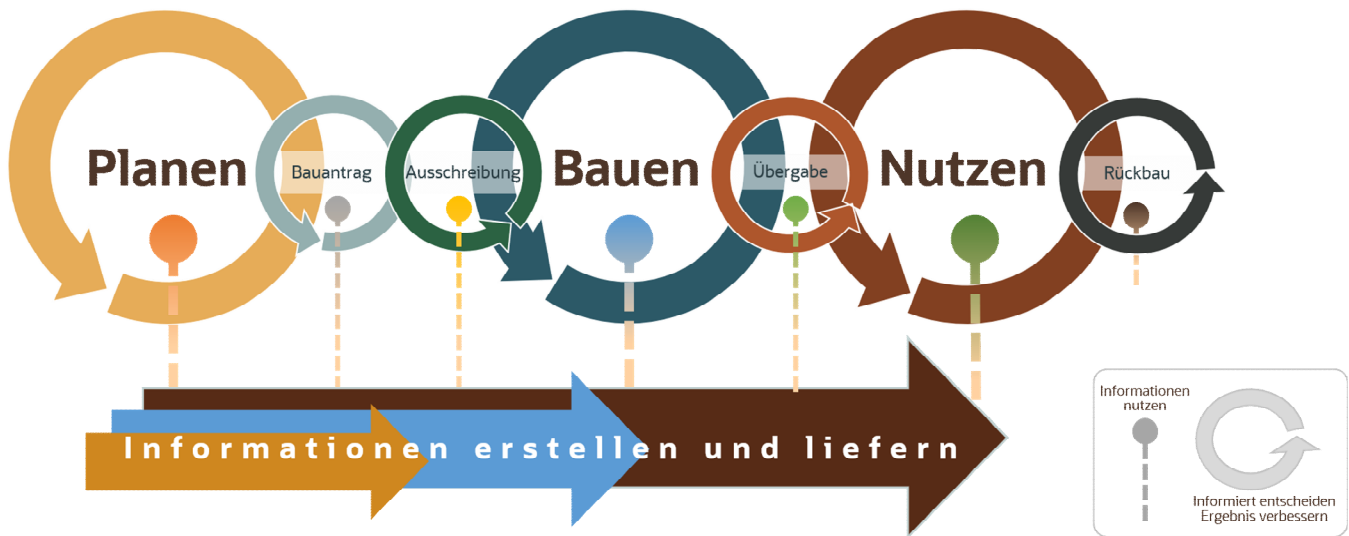 Planen
Bauantrag
Ausschreibung
Bauen
Übergabe
Nutzen
Rückbau
Informationen erstellen und liefern
Informationen
nutzen
Informiert entscheiden
Ergebnis verbessern